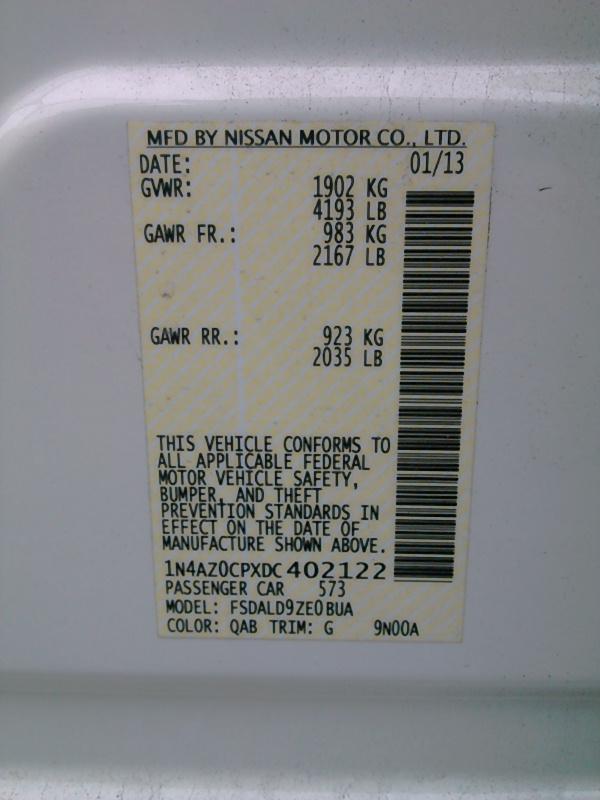 MFD BY NISSAN MOTOR CO., LTD.
DATE: 01/13
GVWR: 1902 KG
4193 LB
GAWR FR.: 983 KG
2167 LB
GAWR RR.: 923 KG
2035 LB
THIS VEHICLE CONFORMS TO
ALL APPLICABLE FEDERAL
MOTOR VEHICLE SAFETY,
BUMPER, AND THEFT
PREVENTION STANDARDS IN
EFFECT ON THE DATE OF
MANUFACTURE SHOWN ABOVE.
1N4AZ0CPXDC402122
PASSENGER CAR 573
MODEL: FSDALD9ZE0BUA
COLOR: QAB TRIM: G 9N00A